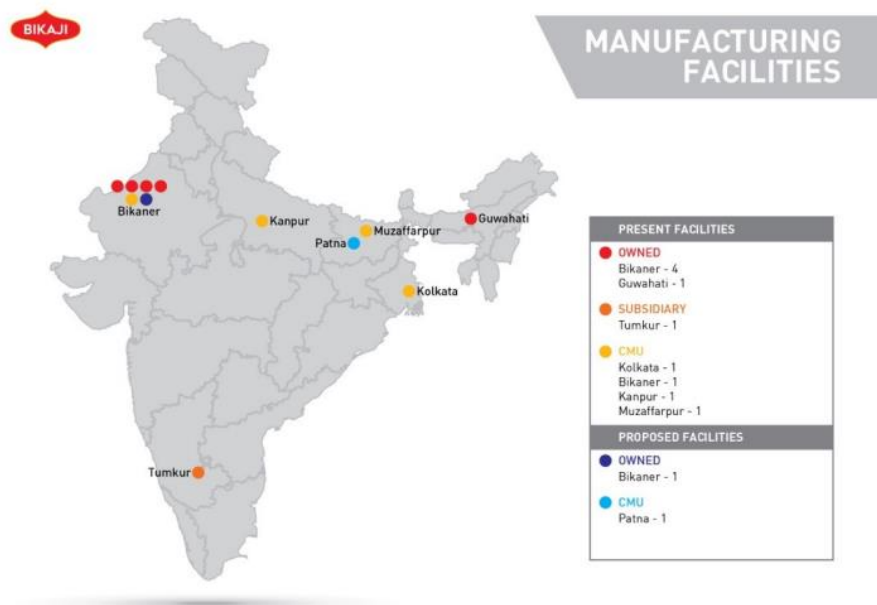 BIKAJI
MANUFACTURING
FACILITIES
Bikaner
Kanpur
Muzaffarpur
Patna
Guwahati
Kolkata
Tumkur
PRESENT FACILITIES
OWNED
Bikaner - 4
Guwahati - 1
SUBSIDIARY
Tumkur - 1
CMU
Kolkata - 1
Bikaner - 1
Kanpur - 1
Muzaffarpur - 1
PROPOSED FACILITIES
OWNED
Bikaner - 1
CMU
Patna - 1